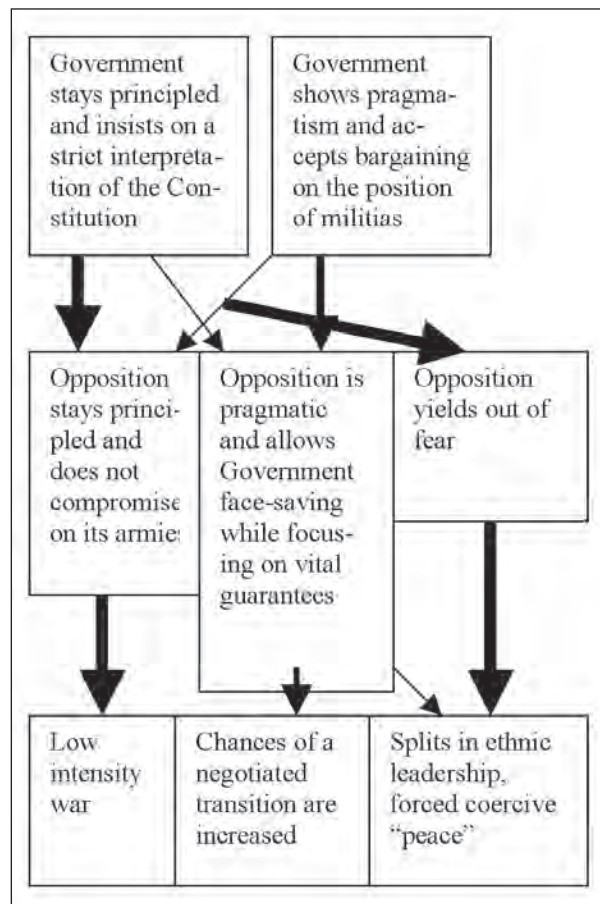 Government
stays principled
and insists on a
strict interpreta-
tion of the Con-
stitution
Government
shows pragma-
tism and ac-
cepts bargaining
on the position
of militias
Opposition
stays princi-
pled and
does not
compromise
on its armies
Opposition is
pragmatic
and allows
Government
face-saving
while focus-
ing on vital
guarantees
Opposition
yields out of
fear
Low
intensity
war
Chances of a
negotiated
transition are
increased
Splits in ethnic
leadership,
forced coercive
“peace”